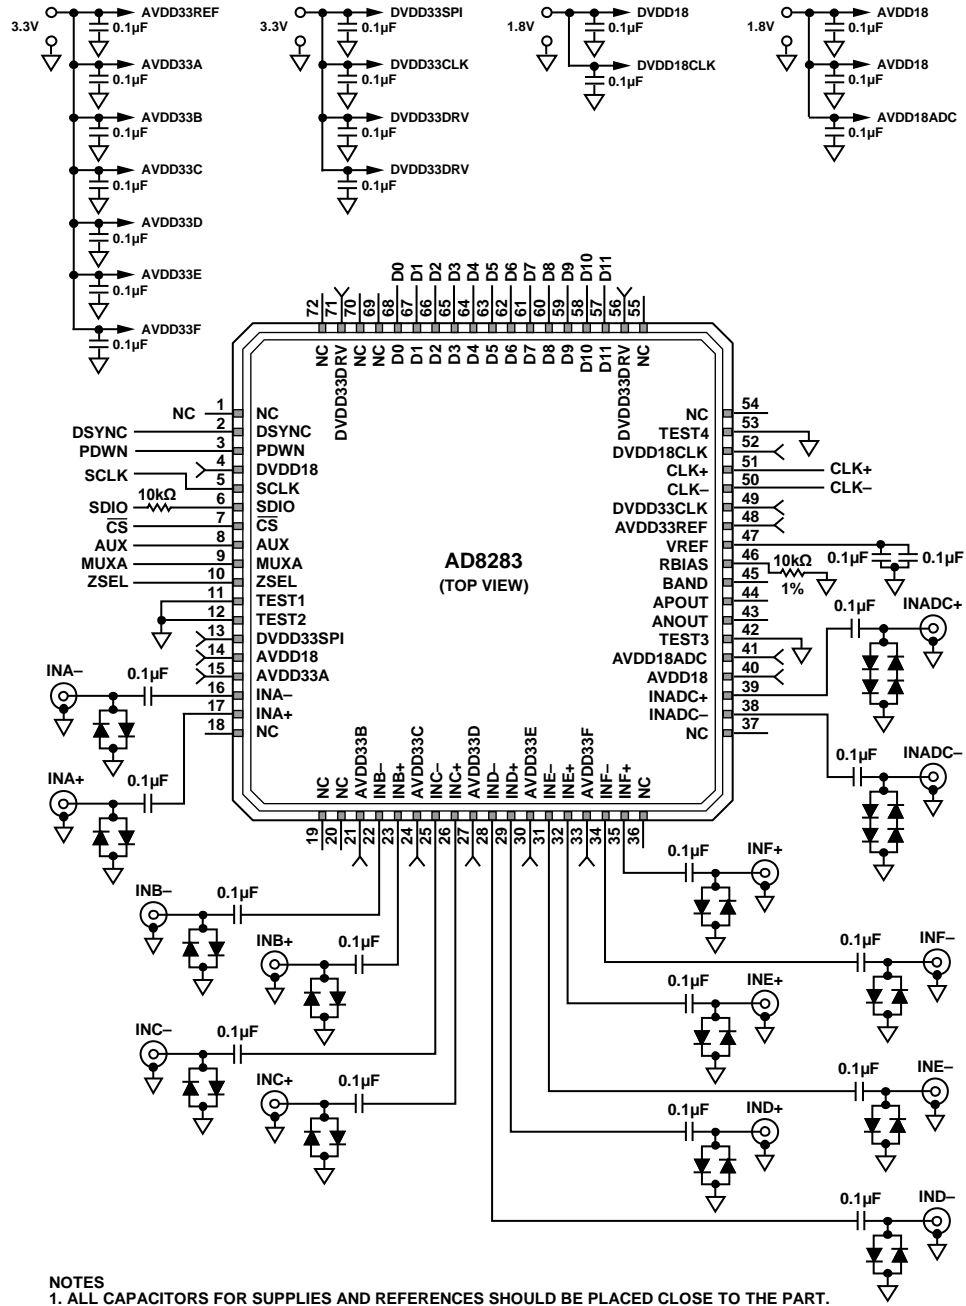 3.3V
AVDD33REF
0.1µF
AVDD33A
0.1µF
AVDD33B
0.1µF
AVDD33C
0.1µF
AVDD33D
0.1µF
AVDD33E
0.1µF
AVDD33F
0.1µF
3.3V
DVDD33SPI
0.1µF
DVDD33CLK
0.1µF
DVDD33DRV
0.1µF
DVDD33DRV
0.1µF
1.8V
DVDD18
0.1µF
DVDD18CLK
0.1µF
1.8V
AVDD18
0.1µF
AVDD18
0.1µF
AVDD18ADC
0.1µF
D0 D1 D2 D3 D4 D5 D6 D7 D8 D9 D10 D11
72 71 70 69 68 67 66 65 64 63 62 61 60 59 58 57 56 55
NC DVDD33DRV NC NC D0 D1 D2 D3 D4 D5 D6 D7 D8 D9 D10 D11 DVDD33DRV NC
NC 1 NC
DSYNC 2 DSYNC
PDWN 3 PDWN
4 DVDD18
SCLK 5 SCLK
SDIO 10kΩ 6 SDIO
CS 7 CS
AUX 8 AUX
MUXA 9 MUXA
ZSEL 10 ZSEL
11 TEST1
12 TEST2
13 DVDD33SPI
14 AVDD18
15 AVDD33A
16 INA–
17 INA+
18 NC
AD8283
(TOP VIEW)
NC 54
TEST4 53
DVDD18CLK 52
CLK+ 51 CLK+
CLK– 50 CLK–
DVDD33CLK 49
AVDD33REF 48
VREF 47 0.1µF 0.1µF
RBIAS 46 10kΩ 1%
BAND 45
APOUT 44
ANOUT 43
TEST3 42
AVDD18ADC 41
AVDD18 40
INADC+ 39
INADC– 38
NC 37
NC NC AVDD33B INB– INB+ AVDD33C INC– INC+ AVDD33D IND– IND+ AVDD33E INE– INE+ AVDD33F INF– INF+ NC
19 20 21 22 23 24 25 26 27 28 29 30 31 32 33 34 35 36
INA–
0.1µF
INA+
0.1µF
INB–
0.1µF
INB+
0.1µF
INC–
0.1µF
INC+
0.1µF
0.1µF
INADC+
0.1µF
INADC–
0.1µF
INF+
0.1µF
INF–
0.1µF
INE+
0.1µF
INE–
0.1µF
IND+
0.1µF
IND–
NOTES
1. ALL CAPACITORS FOR SUPPLIES AND REFERENCES SHOULD BE PLACED CLOSE TO THE PART.